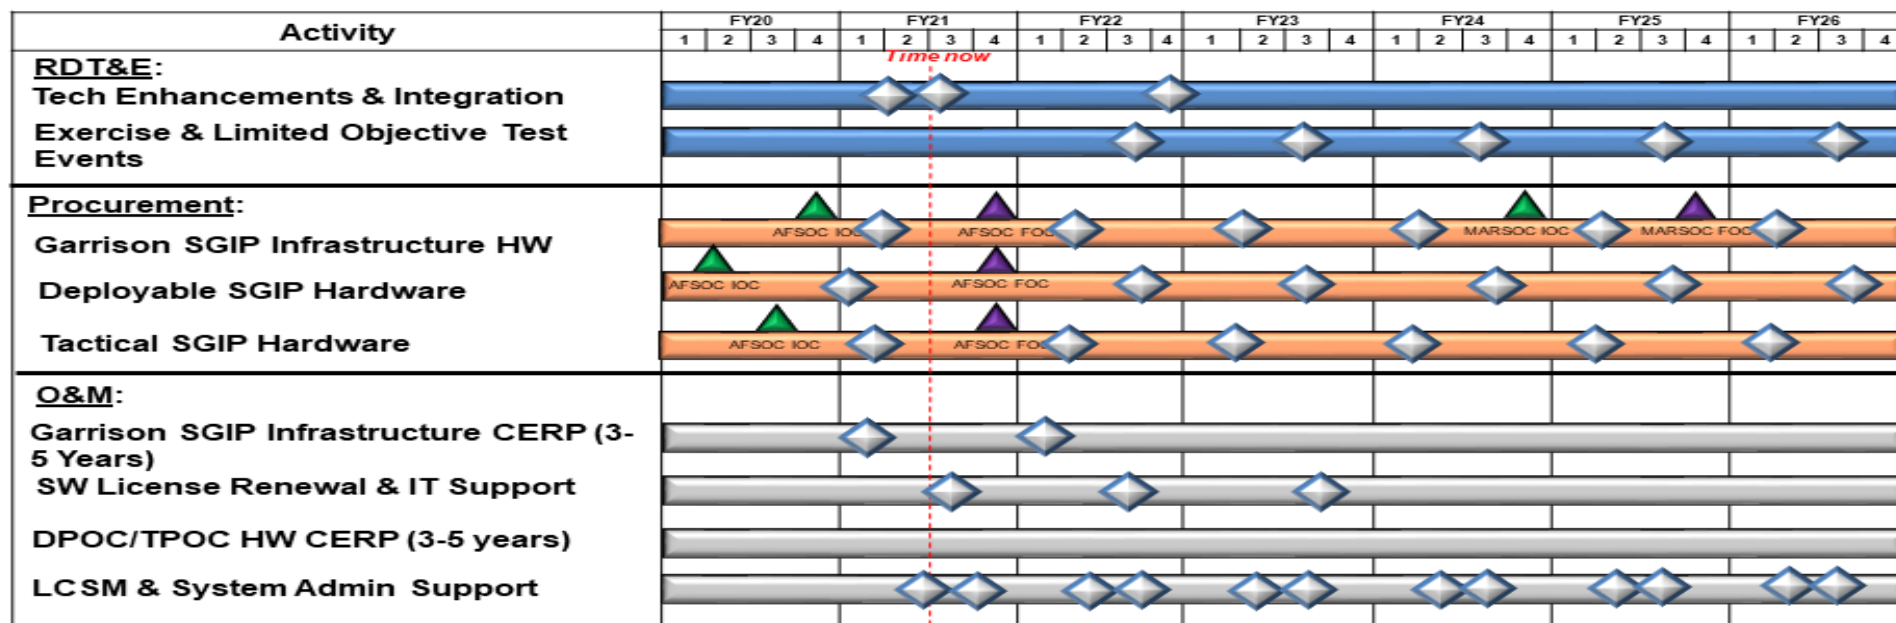 Activity
FY20 FY21 FY22 FY23 FY24 FY25 FY26
1 2 3 4 1 2 3 4 1 2 3 4 1 2 3 4 1 2 3 4 1 2 3 4 1 2 3 4
Time now
RDT&E:
Tech Enhancements & Integration
Exercise & Limited Objective Test
Events
Procurement:
Garrison SGIP Infrastructure HW
AFSOC IOC AFSOC FOC MARSOC IOC MARSOC FOC
Deployable SGIP Hardware
AFSOC IOC AFSOC FOC
Tactical SGIP Hardware
AFSOC IOC AFSOC FO
O&M:
Garrison SGIP Infrastructure CERP (3-
5 Years)
SW License Renewal & IT Support
DPOC/TPOC HW CERP (3-5 years)
LCSM & System Admin Support